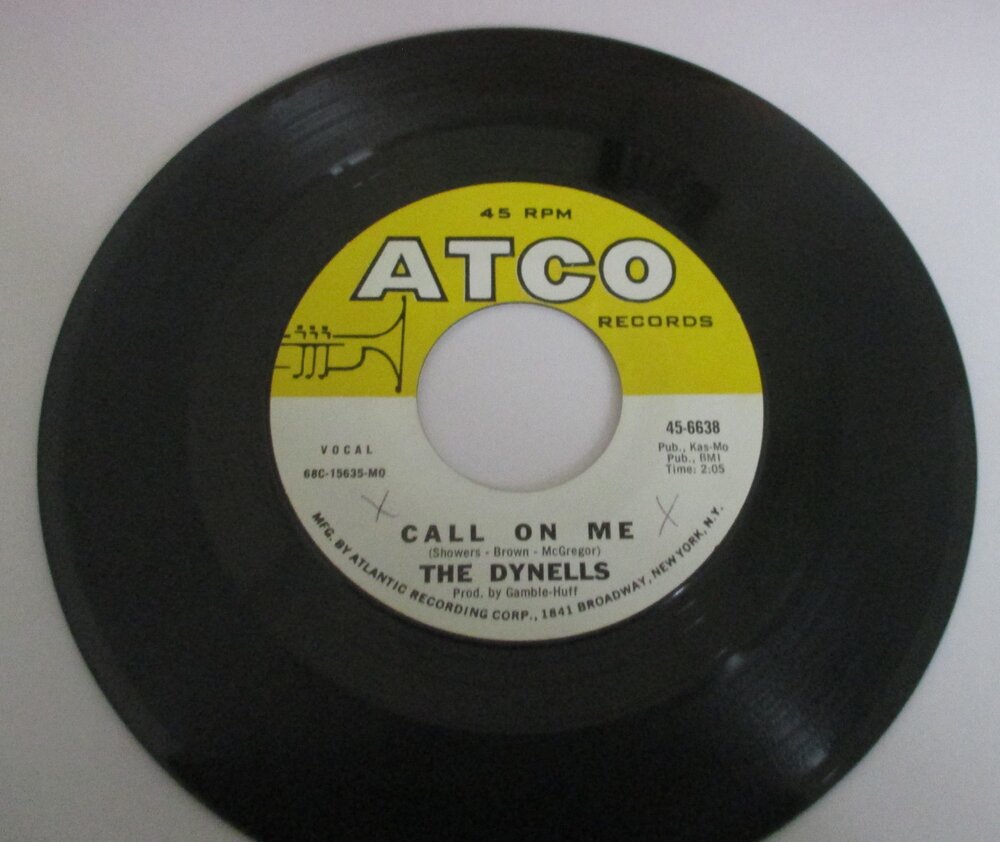 45 RPM
ATCO
RECORDS
45-6638
VOCAL
Pub., Kas-Mo
Pub., BMI
68C-15635-MO
Time: 2:05
X X
CALL ON ME
(Showers - Brown - McGregor)
THE DYNELLS
Prod. by Gamble-Huff
MFG. BY ATLANTIC RECORDING CORP., 1841 BROADWAY, NEW YORK, N.Y.